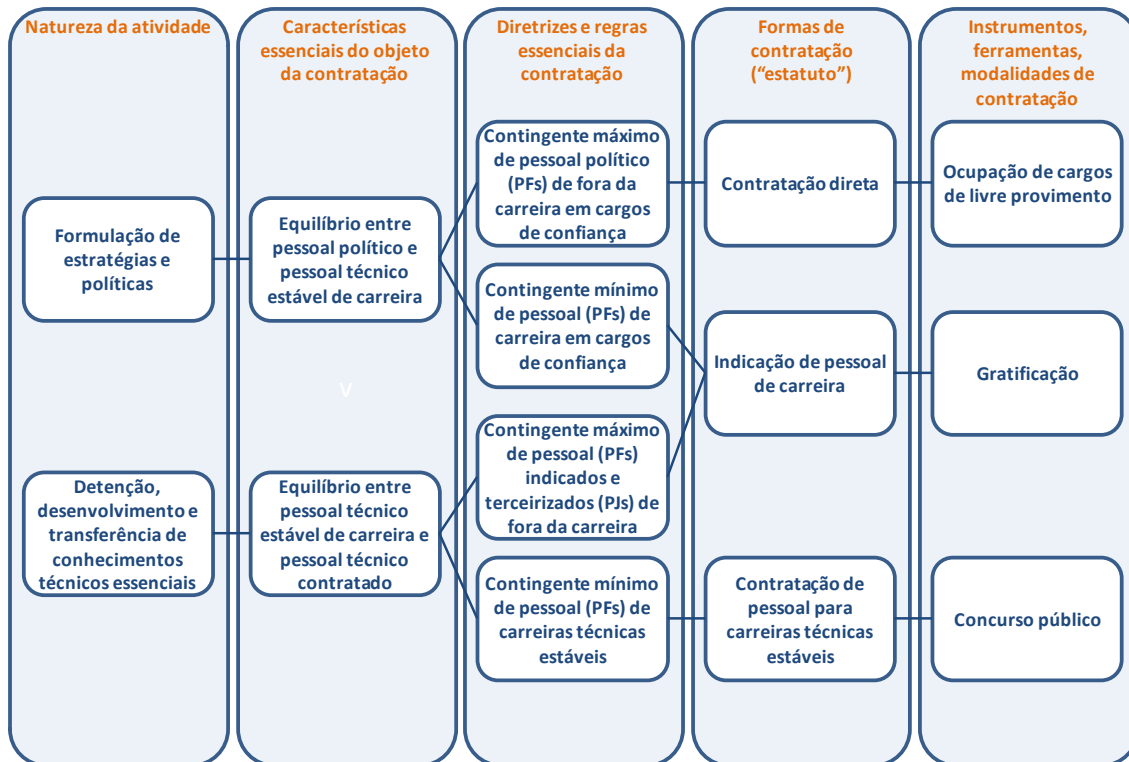 Natureza da atividade
Características
essenciais do objeto
da contratação
Diretrizes e regras
essenciais da
contratação
Formas de
contratação
(“estatuto”)
Instrumentos,
ferramentas,
modalidades de
contratação
Formulação de
estratégias e
políticas
Equilíbrio entre
pessoal político e
pessoal técnico
estável de carreira
Contingente máximo
de pessoal político
(PFs) de fora da
carreira em cargos
de confiança
Contratação direta
Ocupação de cargos
de livre provimento
Contingente mínimo
de pessoal (PFs) de
carreira em cargos
de confiança
Indicação de pessoal
de carreira
Gratificação
v
Detenção,
desenvolvimento e
transferência de
conhecimentos
técnicos essenciais
Equilíbrio entre
pessoal técnico
estável de carreira e
pessoal técnico
contratado
Contingente máximo
de pessoal (PFs)
indicados e
terceirizados (PJs) de
fora da carreira
Contingente mínimo
de pessoal (PFs) de
carreiras técnicas
estáveis
Contratação de
pessoal para
carreiras técnicas
estáveis
Concurso público